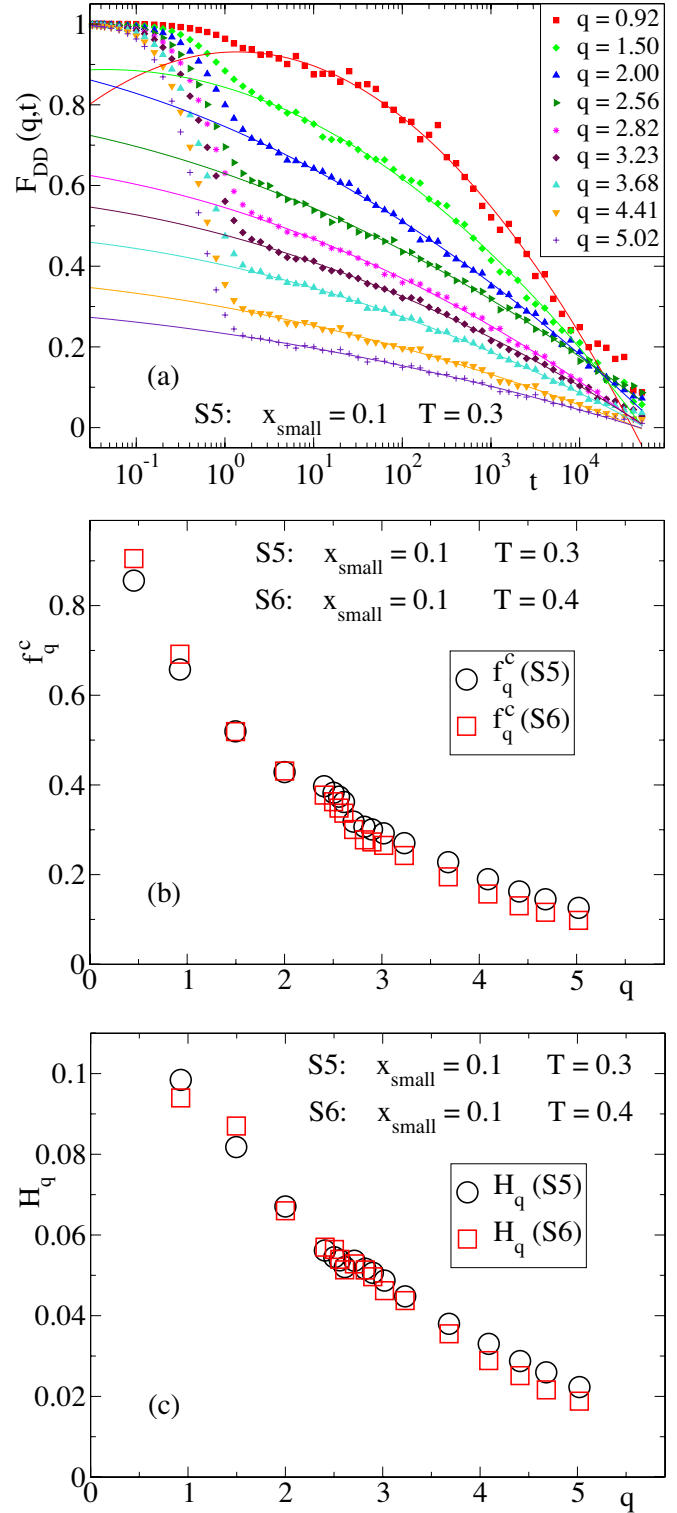 1
0.8
0.6
0.4
0.2
0
F_DD (q,t)
q = 0.92
q = 1.50
q = 2.00
q = 2.56
q = 2.82
q = 3.23
q = 3.68
q = 4.41
q = 5.02
(a)
S5: x_small = 0.1 T = 0.3
10^-1 10^0 10^1 10^2 10^3 10^4
t
S5: x_small = 0.1 T = 0.3
S6: x_small = 0.1 T = 0.4
0.8
0.6
0.4
0.2
0
f_q^c
f_q^c (S5)
f_q^c (S6)
(b)
0 1 2 3 4 5
q
S5: x_small = 0.1 T = 0.3
S6: x_small = 0.1 T = 0.4
0.1
0.08
0.06
0.04
0.02
0
H_q
H_q (S5)
H_q (S6)
(c)
0 1 2 3 4 5
q